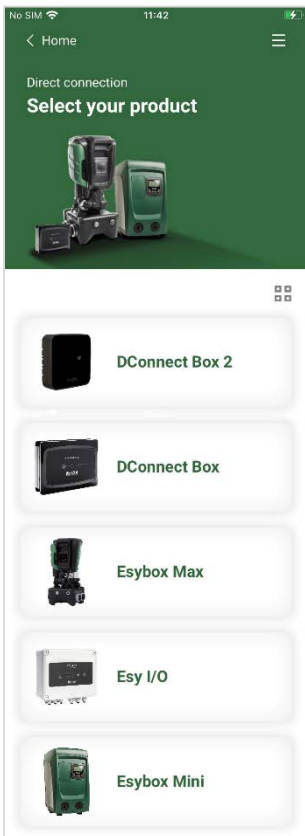 No SIM
11:42
Home
Direct connection
Select your product
DConnect Box 2
DConnect Box
Esybox Max
Esy I/O
Esybox Mini